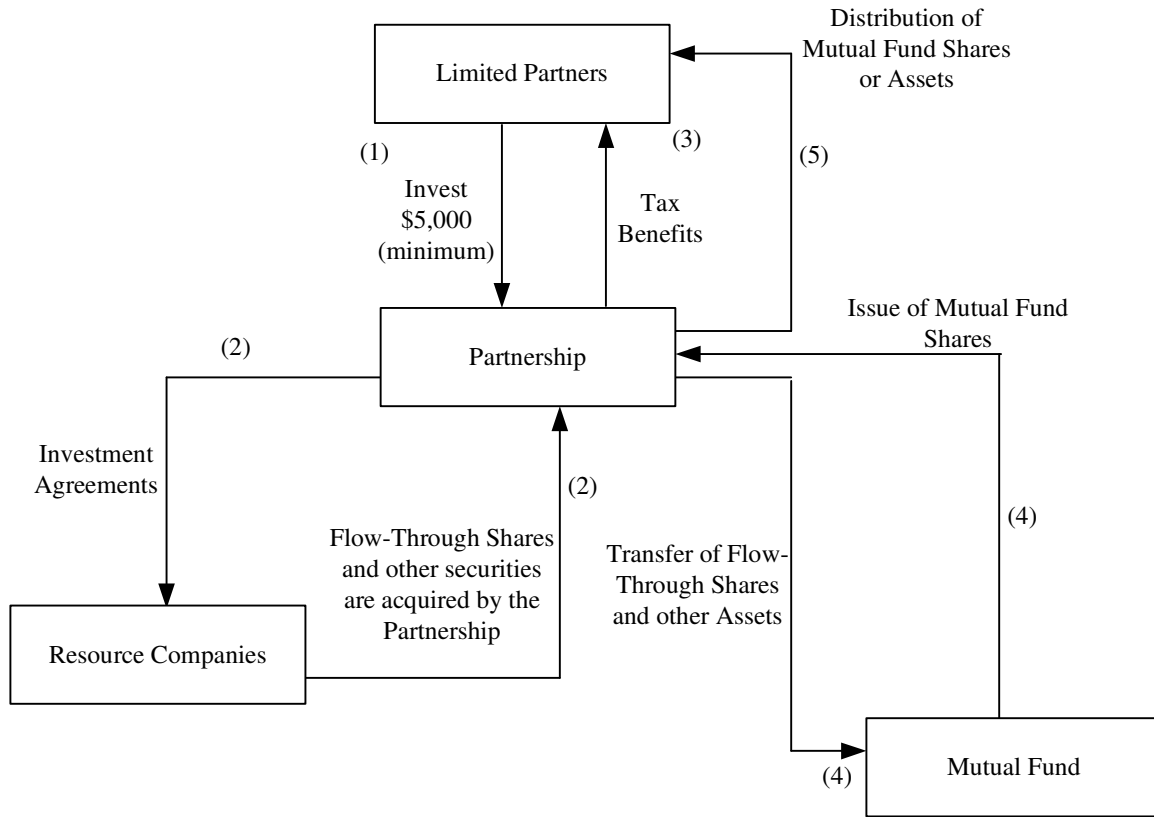 Distribution of
Mutual Fund Shares
or Assets
Limited Partners
(1)
(3)
(5)
Invest
$5,000
(minimum)
Tax
Benefits
Issue of Mutual Fund
Shares
(2)
Partnership
Investment
Agreements
(2)
Flow-Through Shares
and other securities
are acquired by the
Partnership
(4)
Transfer of Flow-
Through Shares
and other Assets
Resource Companies
(4)
Mutual Fund